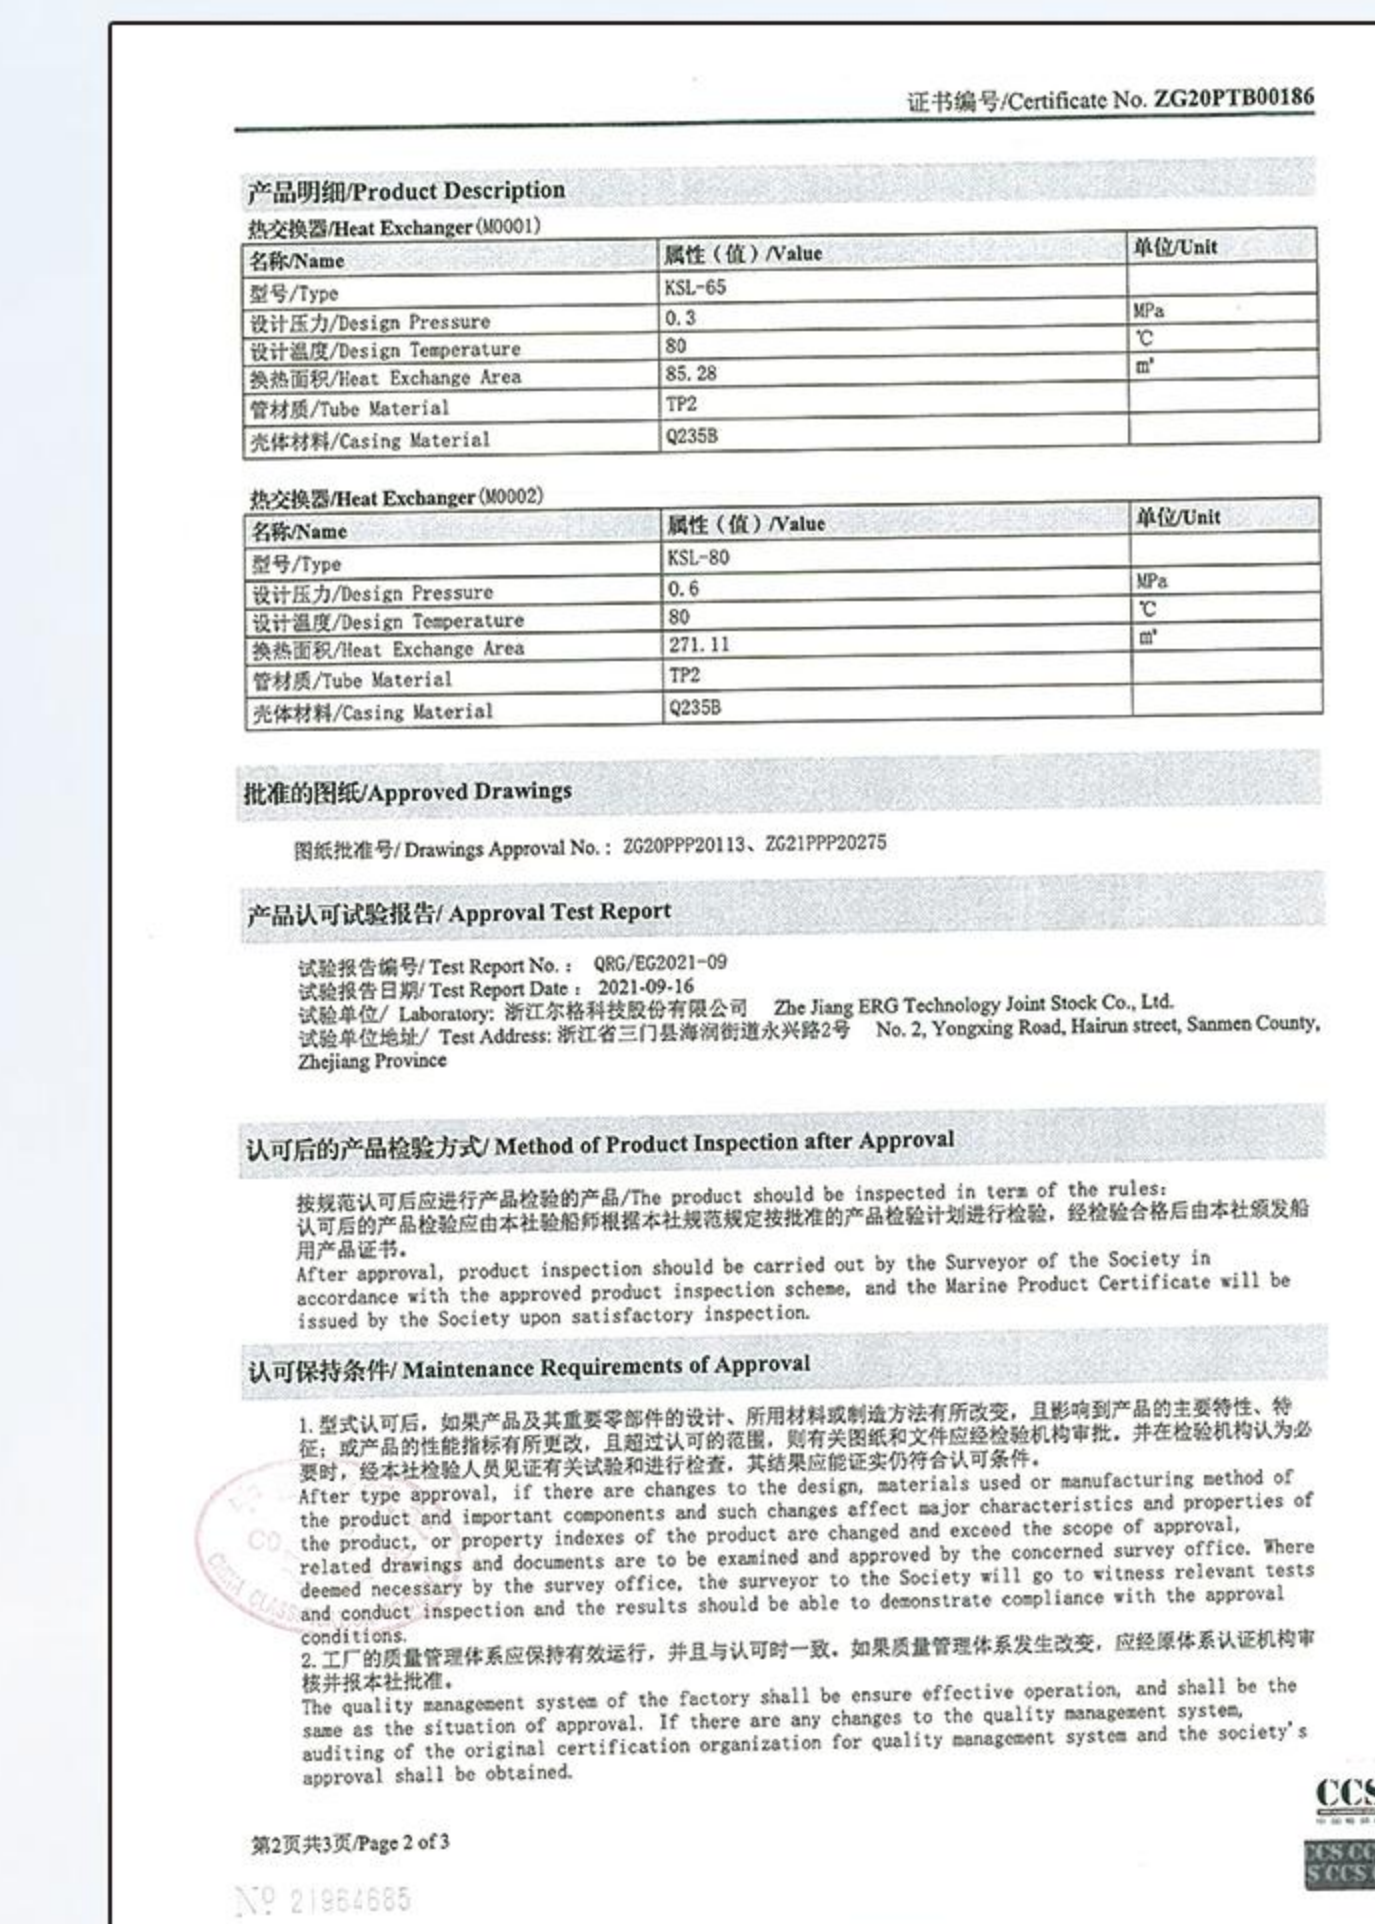 证书编号/Certificate No. ZG20PTB00186
产品明细/Product Description
热交换器/Heat Exchanger(M0001)
名称/Name 属性（值）/Value 单位/Unit
型号/Type KSL-65
设计压力/Design Pressure 0.3 MPa
设计温度/Design Temperature 80 ℃
换热面积/Heat Exchange Area 85.28 m²
管材质/Tube Material TP2
壳体材料/Casing Material Q235B
热交换器/Heat Exchanger(M0002)
名称/Name 属性（值）/Value 单位/Unit
型号/Type KSL-80
设计压力/Design Pressure 0.6 MPa
设计温度/Design Temperature 80 ℃
换热面积/Heat Exchange Area 271.11 m²
管材质/Tube Material TP2
壳体材料/Casing Material Q235B
批准的图纸/Approved Drawings
图纸批准号/ Drawings Approval No.: ZG20PPP20113、ZG21PPP20275
产品认可试验报告/ Approval Test Report
试验报告编号/ Test Report No.: QRG/EG2021-09
试验报告日期/ Test Report Date: 2021-09-16
试验单位/ Laboratory: 浙江尔格科技股份有限公司 Zhe Jiang ERG Technology Joint Stock Co., Ltd.
试验单位地址/ Test Address: 浙江省三门县海润街道永兴路2号 No. 2, Yongxing Road, Hairun street, Sanmen County,
Zhejiang Province
认可后的产品检验方式/ Method of Product Inspection after Approval
按规范认可后应进行产品检验的产品/The product should be inspected in term of the rules:
认可后的产品检验应由本社验船师根据本社规范规定按批准的产品检验计划进行检验，经检验合格后由本社颁发船
用产品证书。
After approval, product inspection should be carried out by the Surveyor of the Society in
accordance with the approved product inspection scheme, and the Marine Product Certificate will be
issued by the Society upon satisfactory inspection.
认可保持条件/ Maintenance Requirements of Approval
1. 型式认可后，如果产品及其重要零部件的设计、所用材料或制造方法有所改变，且影响到产品的主要特性、特
征；或产品的性能指标有所更改，且超过认可的范围，则有关图纸和文件应经检验机构审批。并在检验机构认为必
要时，经本社检验人员见证有关试验和进行检查，其结果应能证实仍符合认可条件。
After type approval, if there are changes to the design, materials used or manufacturing method of
the product and important components and such changes affect major characteristics and properties of
the product, or property indexes of the product are changed and exceed the scope of approval,
related drawings and documents are to be examined and approved by the concerned survey office. Where
deemed necessary by the survey office, the surveyor to the Society will go to witness relevant tests
and conduct inspection and the results should be able to demonstrate compliance with the approval
conditions.
2. 工厂的质量管理体系应保持有效运行，并且与认可时一致。如果质量管理体系发生改变，应经原体系认证机构审
核并报本社批准。
The quality management system of the factory shall be ensure effective operation, and shall be the
same as the situation of approval. If there are any changes to the quality management system,
auditing of the original certification organization for quality management system and the society's
approval shall be obtained.
CCS
第2页共3页/Page 2 of 3
№ 21964685